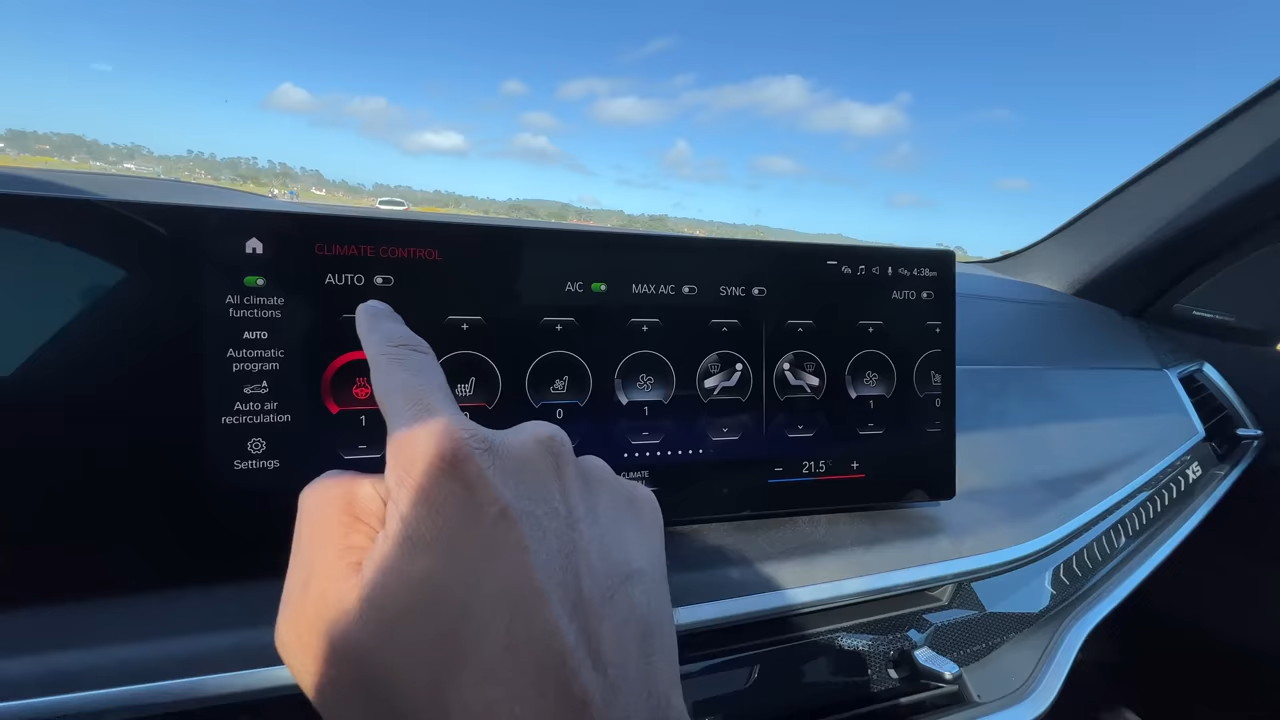 CLIMATE CONTROL
4:38pm
AUTO
A/C
MAX A/C
SYNC
AUTO
All climate
functions
AUTO
Automatic
program
Auto air
recirculation
Settings
+
+
+
+
+
1
0
1
1
0
−
−
−
−
CLIMATE
− 21.5°C +
X5